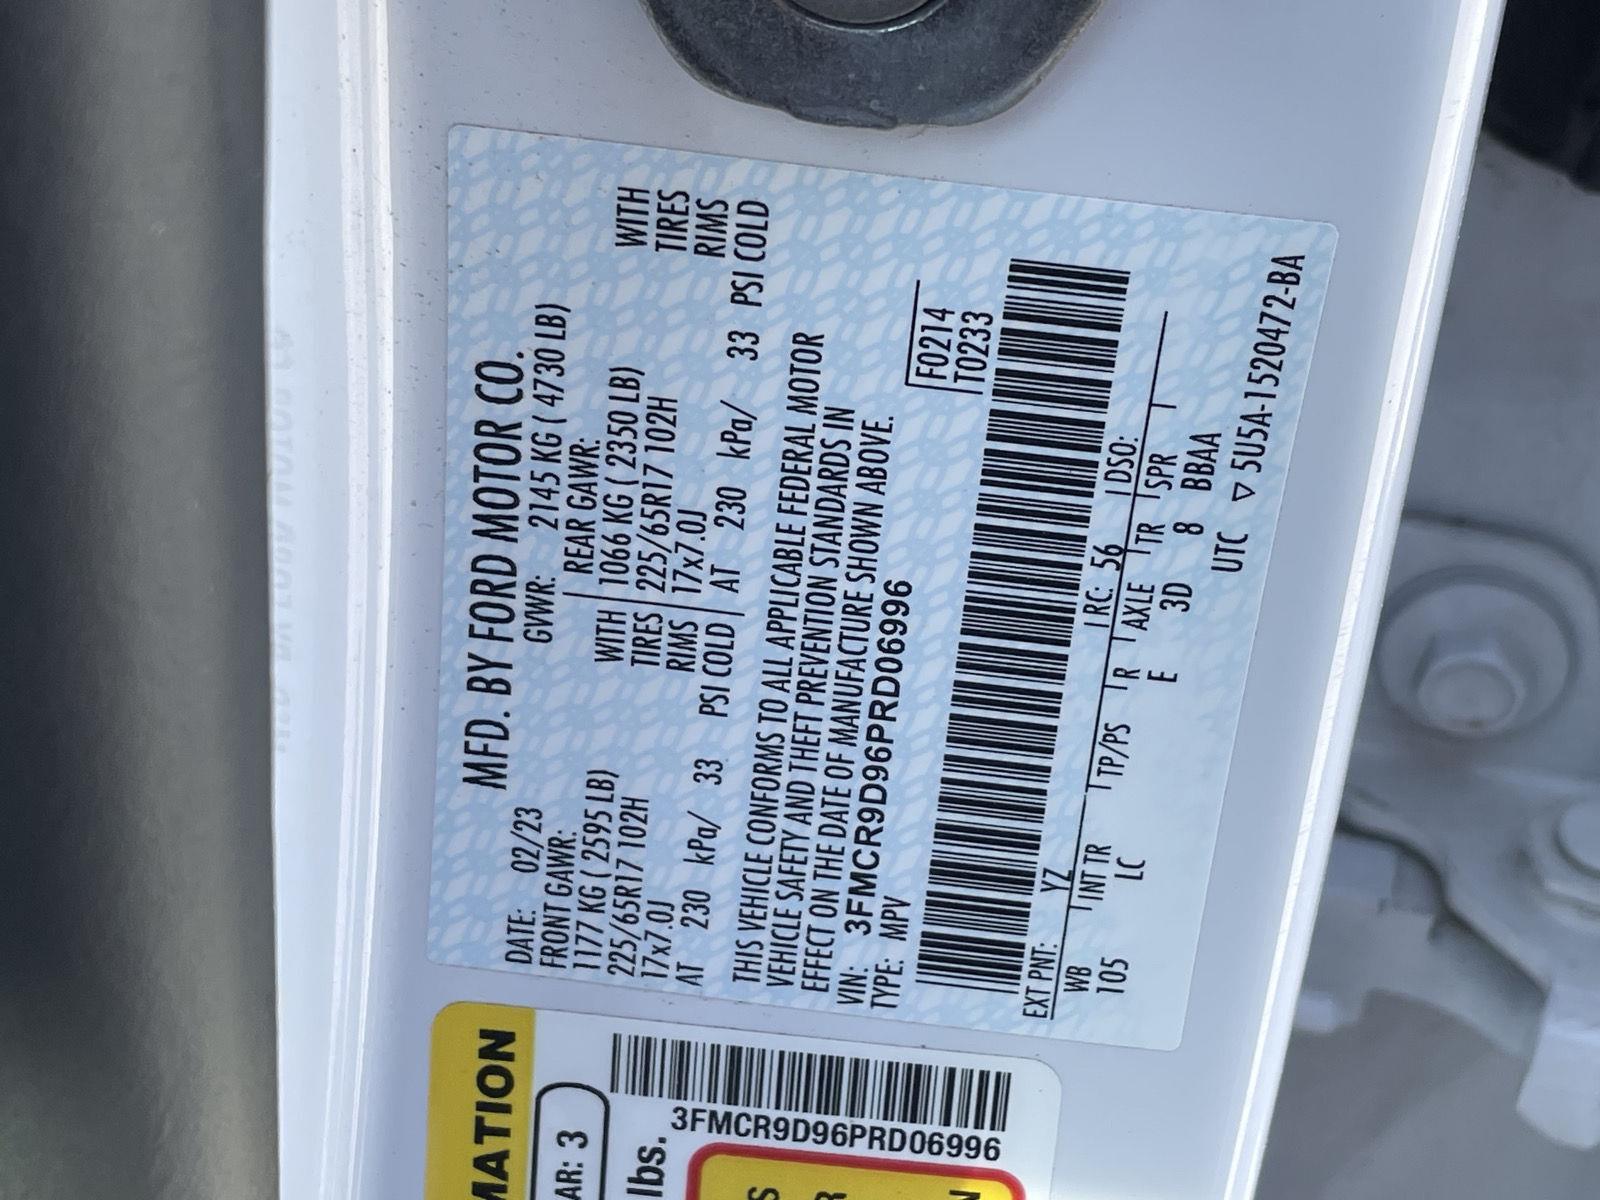 MFD. BY FORD MOTOR CO.
DATE: 02/23 GVWR: 2145 KG ( 4730 LB)
FRONT GAWR: REAR GAWR:
1177 KG ( 2595 LB) WITH 1066 KG ( 2350 LB) WITH
225/65R17 102H TIRES 225/65R17 102H TIRES
17x7.0J RIMS 17x7.0J RIMS
AT 230 kPa/ 33 PSI COLD AT 230 kPa/ 33 PSI COLD
THIS VEHICLE CONFORMS TO ALL APPLICABLE FEDERAL MOTOR
VEHICLE SAFETY AND THEFT PREVENTION STANDARDS IN
EFFECT ON THE DATE OF MANUFACTURE SHOWN ABOVE.
VIN: 3FMCR9D96PRD06996 F0214
TYPE: MPV T0233
EXT PNT: YZ RC: 56 DSO:
WB INT TR TP/PS R AXLE TR SPR
105 LC E 3D 8 BBAA
UTC ▽ 5U5A-1520472-BA
MATION
AR: 3
lbs.
3FMCR9D96PRD06996
S
R
N